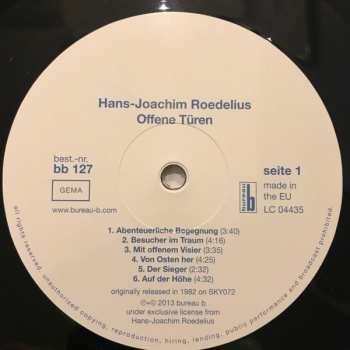 Hans-Joachim Roedelius
Offene Türen
best.-nr.
bb 127
GEMA
www.bureau-b.com
seite 1
bureau b
made in
the EU
LC 04435
1. Abenteuerliche Begegnung (3:40)
2. Besucher im Traum (4:16)
3. Mit offenem Visier (3:31)
4. Von Osten her (4:25)
5. Der Sieger (2:32)
6. Auf der Höhe (4:32)
originally released in 1982 on SKY072
℗+© 2013 bureau b
under exclusive license from
Hans-Joachim Roedelius
all rights reserved. unauthorised copying, reproduction, hiring, lending, public performance and broadcast prohibited.